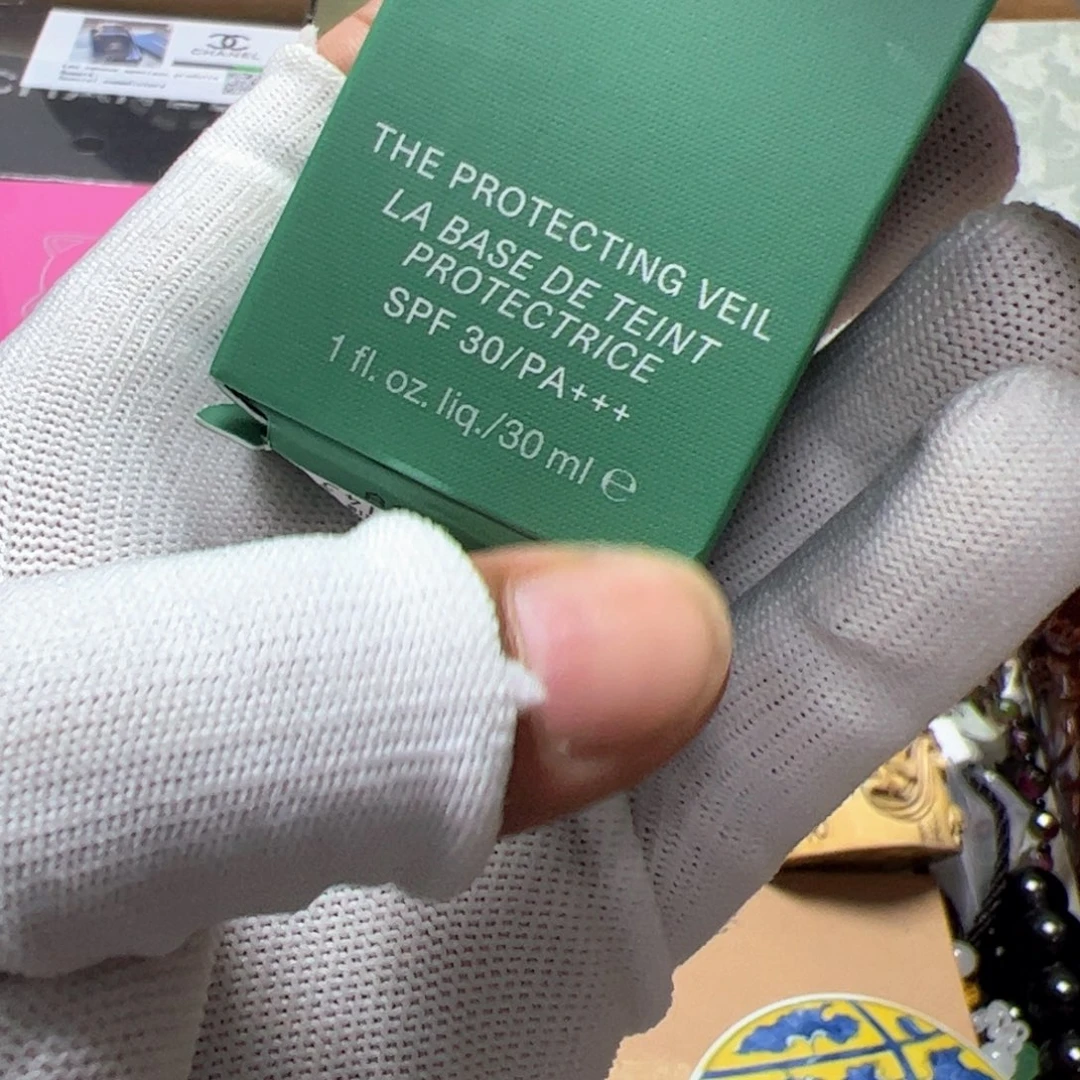 CHANEL
THE PROTECTING VEIL
LA BASE DE TEINT
PROTECTRICE
SPF 30/PA+++
1 fl. oz. liq./30 ml ℮